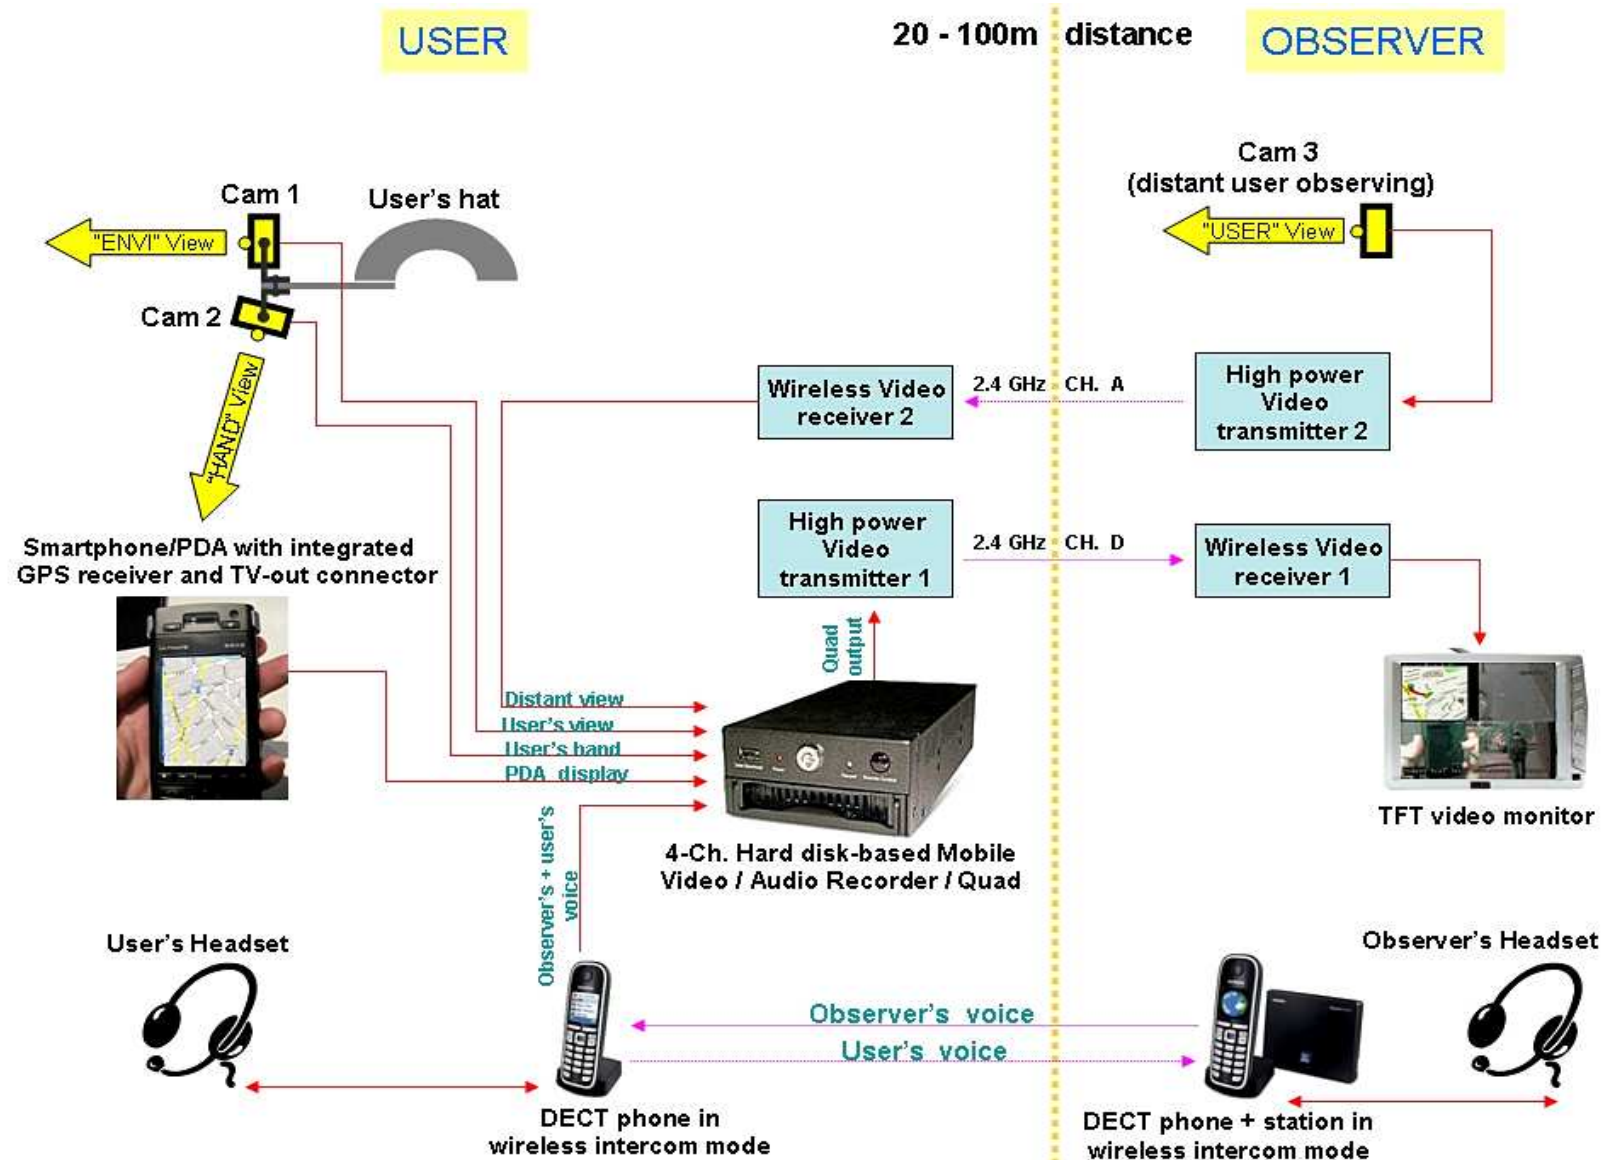 USER
20 - 100m distance
OBSERVER
Cam 1
User's hat
"ENVI" View
Cam 2
"HAND" View
Cam 3
(distant user observing)
"USER" View
Wireless Video
receiver 2
2.4 GHz CH. A
High power
Video
transmitter 2
High power
Video
transmitter 1
2.4 GHz CH. D
Wireless Video
receiver 1
Smartphone/PDA with integrated
GPS receiver and TV-out connector
Quad
output
Distant view
User's view
User's hand
PDA display
4-Ch. Hard disk-based Mobile
Video / Audio Recorder / Quad
TFT video monitor
Observer's + user's
voice
User's Headset
Observer's Headset
Observer's voice
User's voice
DECT phone in
wireless intercom mode
DECT phone + station in
wireless intercom mode